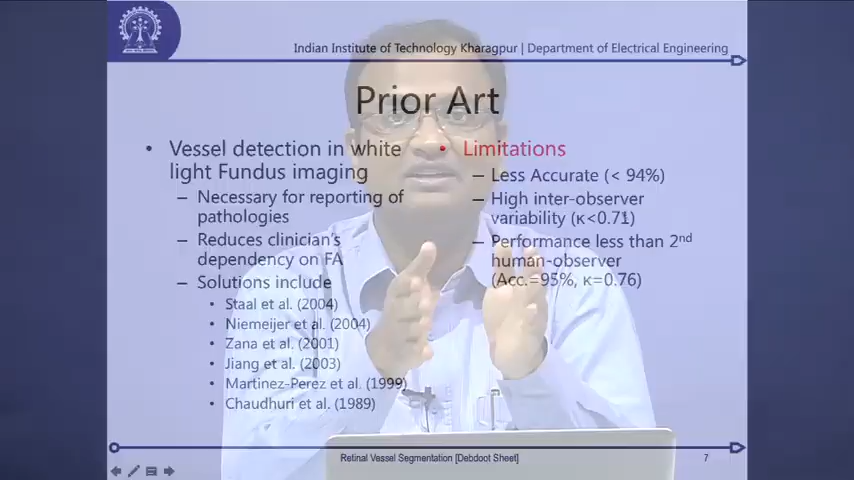 Indian Institute of Technology Kharagpur | Department of Electrical Engineering
Prior Art
• Vessel detection in white
light Fundus imaging
– Necessary for reporting of
pathologies
– Reduces clinician's
dependency on FA
– Solutions include
• Staal et al. (2004)
• Niemeijer et al. (2004)
• Zana et al. (2001)
• Jiang et al. (2003)
• Martinez-Perez et al. (1999)
• Chaudhuri et al. (1989)
• Limitations
– Less Accurate (< 94%)
– High inter-observer
variability (κ<0.71)
– Performance less than 2nd
human-observer
(Acc.=95%, κ=0.76)
Retinal Vessel Segmentation [Debdoot Sheet]
7